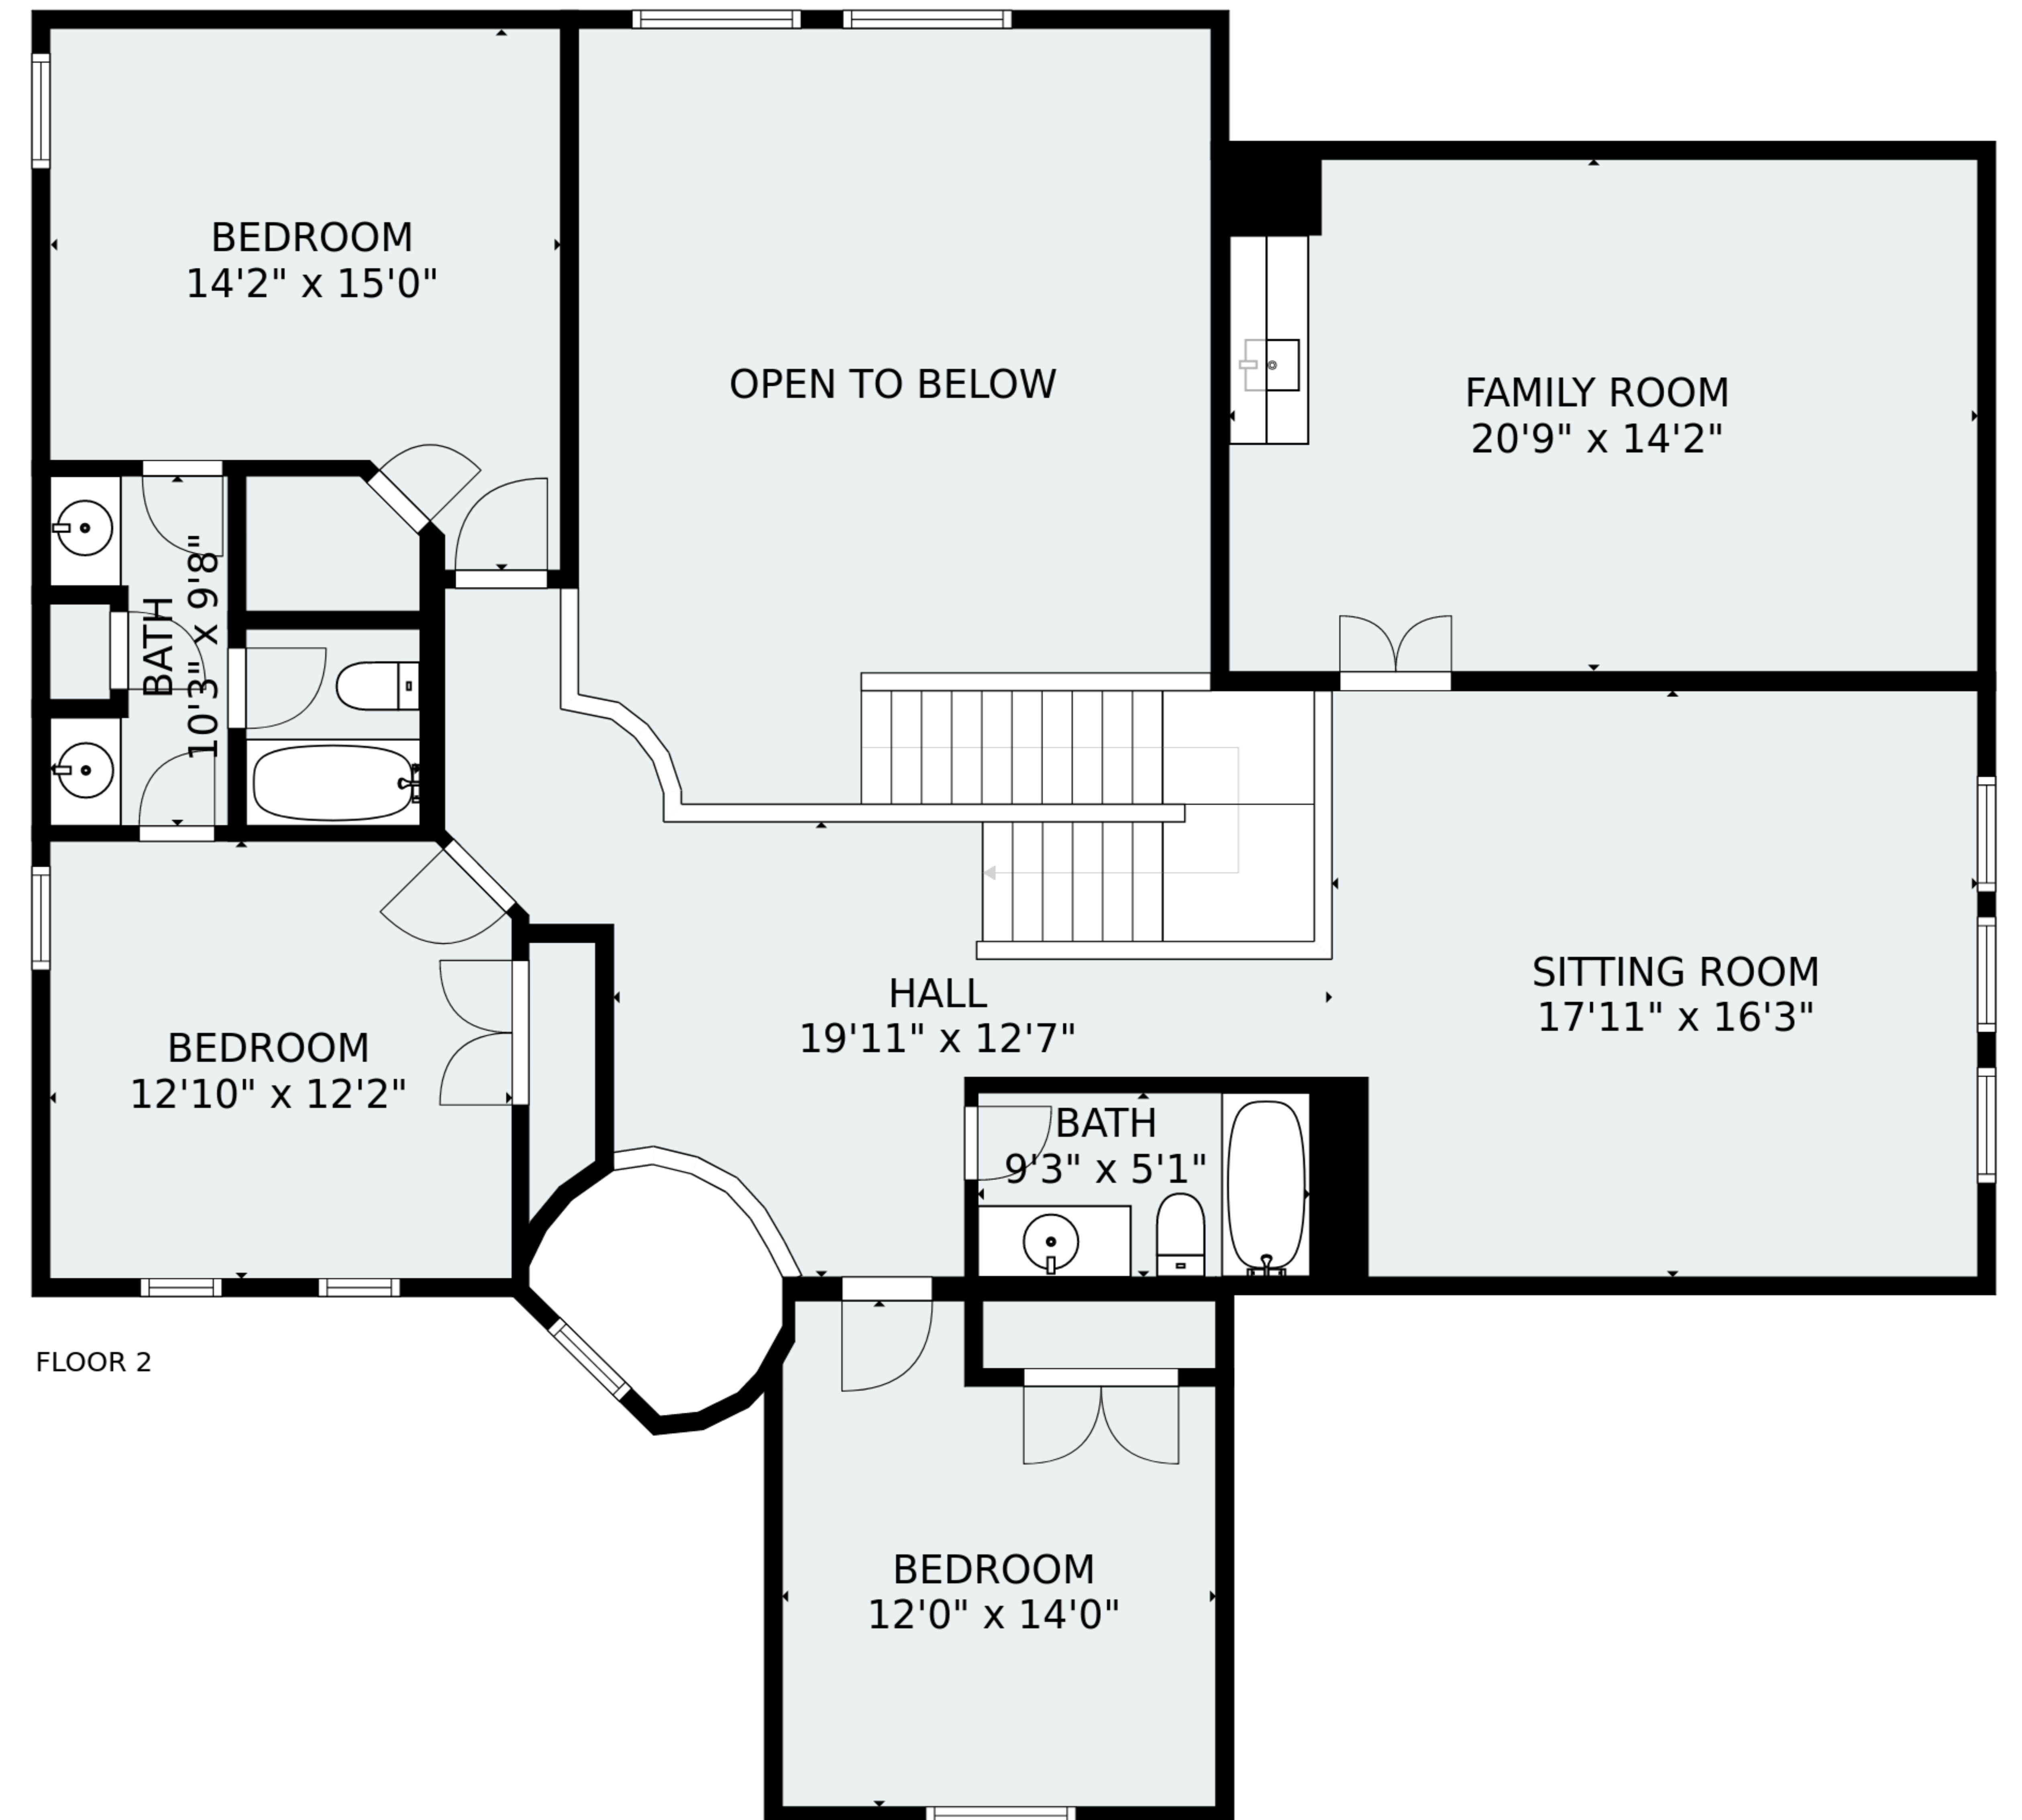 BEDROOM
14'2" x 15'0"
OPEN TO BELOW
FAMILY ROOM
20'9" x 14'2"
BATH
10'3" x 9'8"
HALL
19'11" x 12'7"
SITTING ROOM
17'11" x 16'3"
BEDROOM
12'10" x 12'2"
BATH
9'3" x 5'1"
FLOOR 2
BEDROOM
12'0" x 14'0"